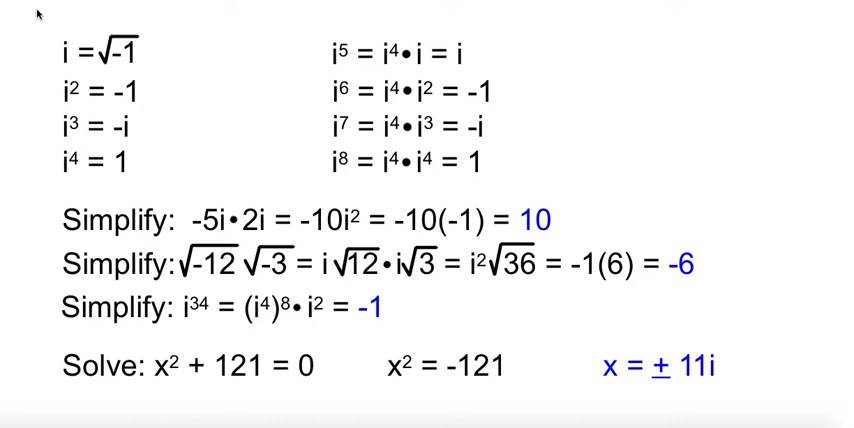 i = √-1    i⁵ = i⁴•i = i
i² = -1    i⁶ = i⁴•i² = -1
i³ = -i    i⁷ = i⁴•i³ = -i
i⁴ = 1    i⁸ = i⁴•i⁴ = 1
Simplify: -5i•2i = -10i² = -10(-1) = 10
Simplify: √-12 √-3 = i√12•i√3 = i²√36 = -1(6) = -6
Simplify: i³⁴ = (i⁴)⁸•i² = -1
Solve: x² + 121 = 0    x² = -121    x = ± 11i